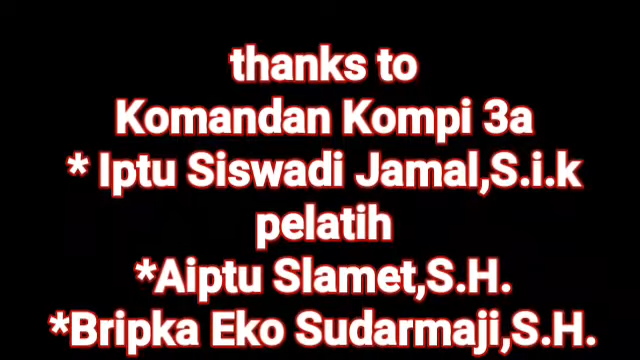 thanks to
Komandan Kompi 3a
* Iptu Siswadi Jamal,S.i.k
pelatih
*Aiptu Slamet,S.H.
*Bripka Eko Sudarmaji,S.H.